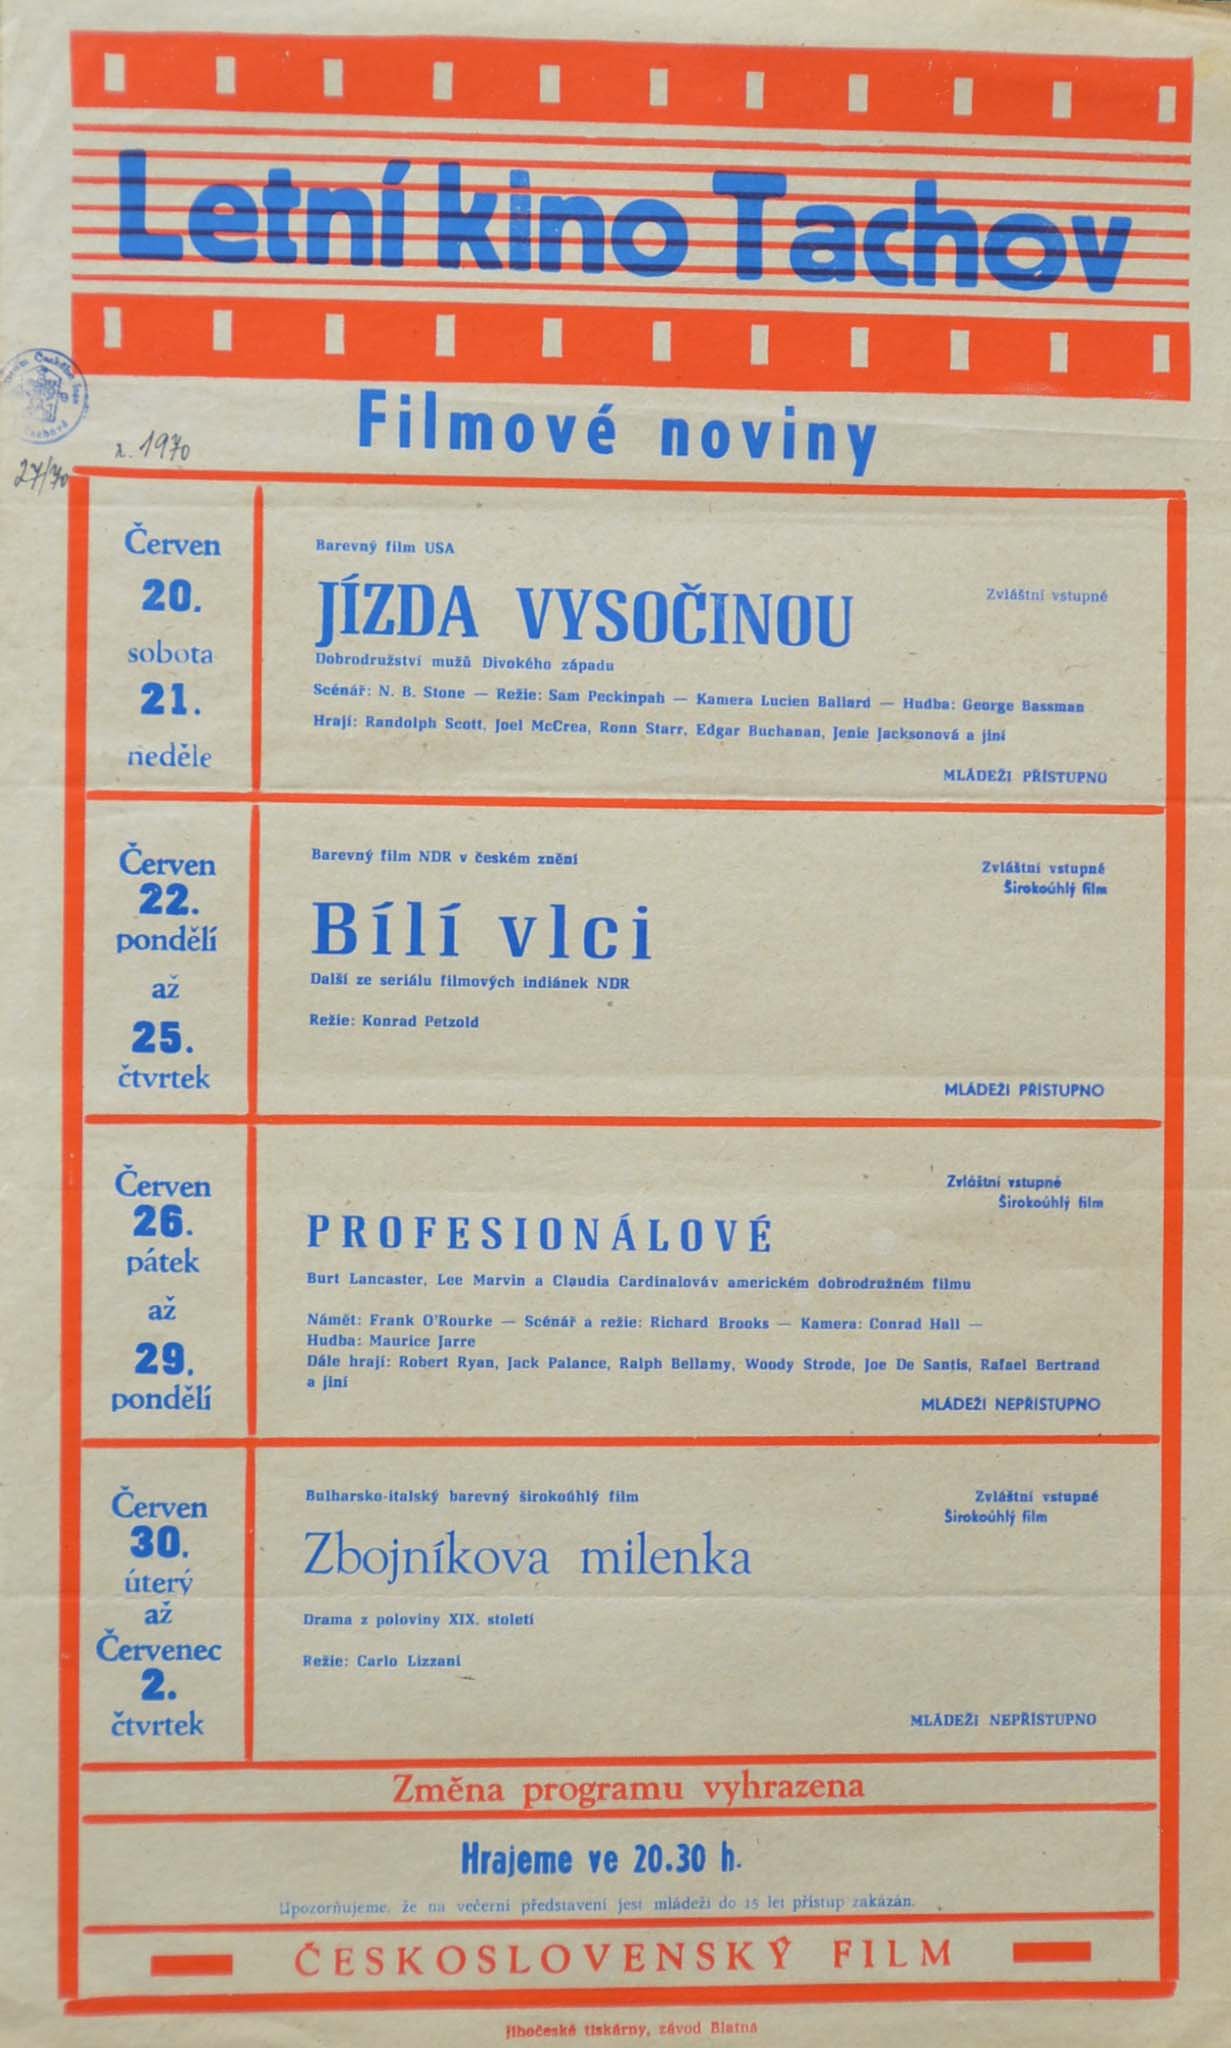 Letní kino Tachov
Filmové noviny
r. 1970
27/70
Červen
20.
sobota
21.
neděle
Barevný film USA
JÍZDA VYSOČINOU
Zvláštní vstupné
Dobrodružství mužů Divokého západu
Scénář: N. B. Stone — Režie: Sam Peckinpah — Kamera Lucien Ballard — Hudba: George Bassman
Hrají: Randolph Scott, Joel McCrea, Ronn Starr, Edgar Buchanan, Jenie Jacksonová a jiní
MLÁDEŽI PŘÍSTUPNO
Červen
22.
pondělí
až
25.
čtvrtek
Barevný film NDR v českém znění
Zvláštní vstupné
Širokoúhlý film
Bílí vlci
Další ze seriálu filmových indiánek NDR
Režie: Konrad Petzold
MLÁDEŽI PŘÍSTUPNO
Červen
26.
pátek
až
29.
pondělí
Zvláštní vstupné
Širokoúhlý film
PROFESIONÁLOVÉ
Burt Lancaster, Lee Marvin a Claudia Cardinalováv americkém dobrodružném filmu
Námět: Frank O'Rourke — Scénář a režie: Richard Brooks — Kamera: Conrad Hall —
Hudba: Maurice Jarre
Dále hrají: Robert Ryan, Jack Palance, Ralph Bellamy, Woody Strode, Joe De Santis, Rafael Bertrand
a jiní
MLÁDEŽI NEPŘÍSTUPNO
Červen
30.
úterý
až
Červenec
2.
čtvrtek
Bulharsko-italský barevný širokoúhlý film
Zvláštní vstupné
Širokoúhlý film
Zbojníkova milenka
Drama z poloviny XIX. století
Režie: Carlo Lizzani
MLÁDEŽI NEPŘÍSTUPNO
Změna programu vyhrazena
Hrajeme ve 20.30 h.
Upozorňujeme, že na večerní představení jest mládeži do 15 let přístup zakázán.
ČESKOSLOVENSKÝ FILM
Jihočeské tiskárny, závod Blatná